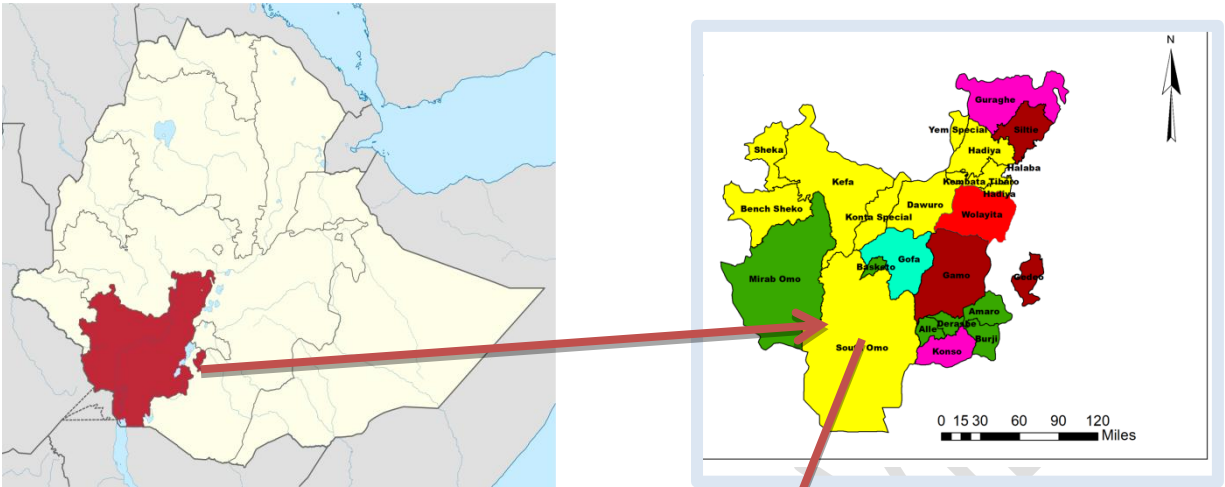 N
Guraghe
Siltie
Yem Special
Hadiya
Sheka
Halaba
Kefa
Kembata Tibaro
Hadiya
Bench Sheko
Dawuro
Konta Special
Wolayita
Gofa
Basketo
Mirab Omo
Gamo
Gedeo
Amaro
Derashe
Alle
Burji
South Omo
Konso
0 15 30 60 90 120
Miles